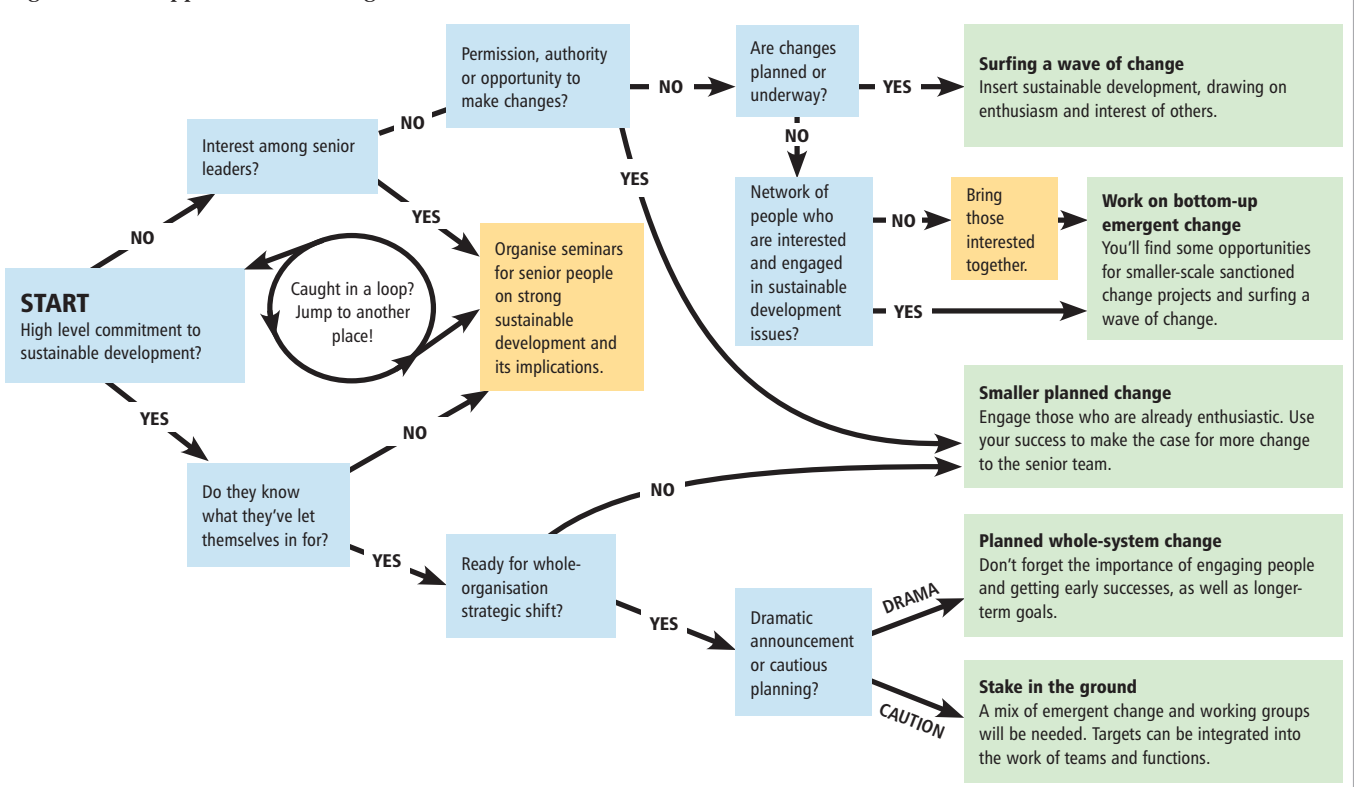 Permission, authority
or opportunity to
make changes?
NO
Are changes
planned or
underway?
YES
Surfing a wave of change
Insert sustainable development, drawing on
enthusiasm and interest of others.
NO
Interest among senior
leaders?
NO
YES
Network of
people who
are interested
and engaged
in sustainable
development
issues?
NO
Bring
those
interested
together.
Work on bottom-up
emergent change
You’ll find some opportunities
for smaller-scale sanctioned
change projects and surfing a
wave of change.
YES
NO
YES
START
High level commitment to
sustainable development?
Caught in a loop?
Jump to another
place!
Organise seminars
for senior people
on strong
sustainable
development and
its implications.
Smaller planned change
Engage those who are already enthusiastic. Use
your success to make the case for more change
to the senior team.
YES
NO
Do they know
what they’ve let
themselves in for?
NO
YES
Ready for whole-
organisation
strategic shift?
YES
Dramatic
announcement
or cautious
planning?
DRAMA
Planned whole-system change
Don’t forget the importance of engaging people
and getting early successes, as well as longer-
term goals.
CAUTION
Stake in the ground
A mix of emergent change and working groups
will be needed. Targets can be integrated into
the work of teams and functions.